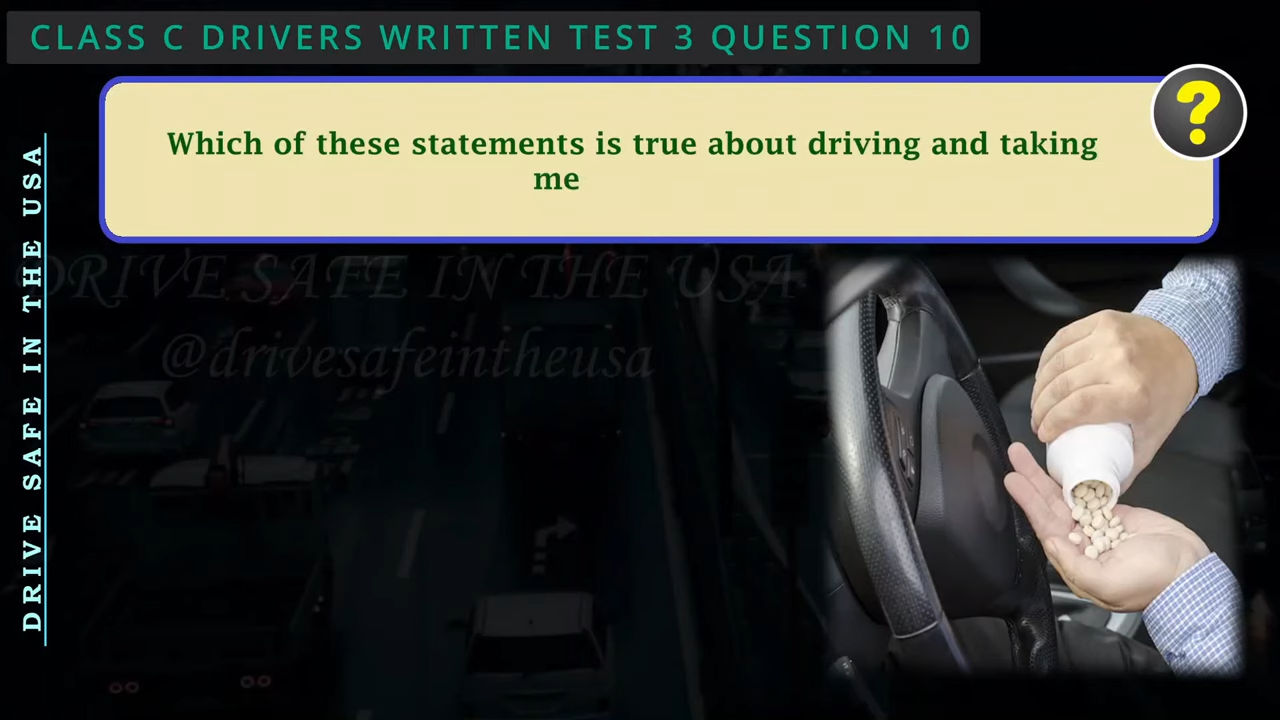 CLASS C DRIVERS WRITTEN TEST 3 QUESTION 10
?
Which of these statements is true about driving and taking
me
DRIVE SAFE IN THE USA
DRIVE SAFE IN THE USA
@drivesafeintheusa